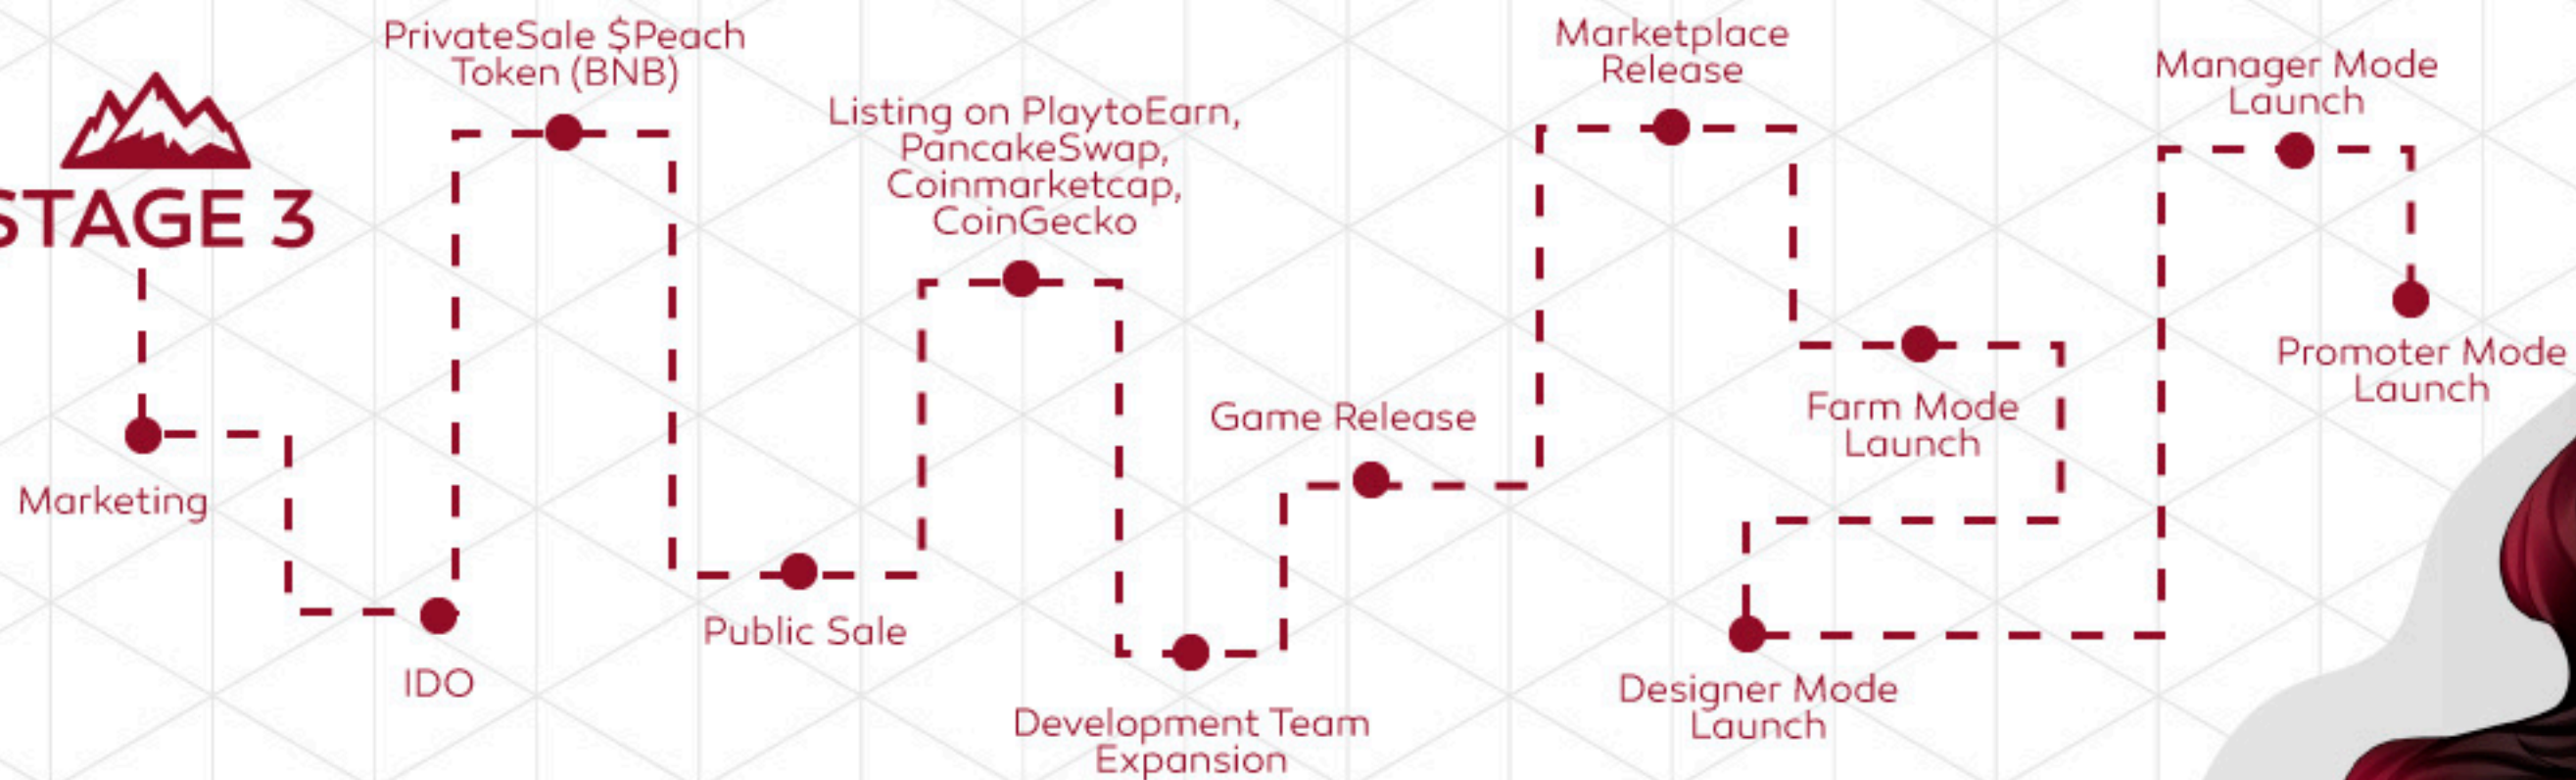 STAGE 3
Marketing
IDO
PrivateSale $Peach
Token (BNB)
Public Sale
Listing on PlaytoEarn,
PancakeSwap,
Coinmarketcap,
CoinGecko
Development Team
Expansion
Game Release
Marketplace
Release
Farm Mode
Launch
Designer Mode
Launch
Manager Mode
Launch
Promoter Mode
Launch